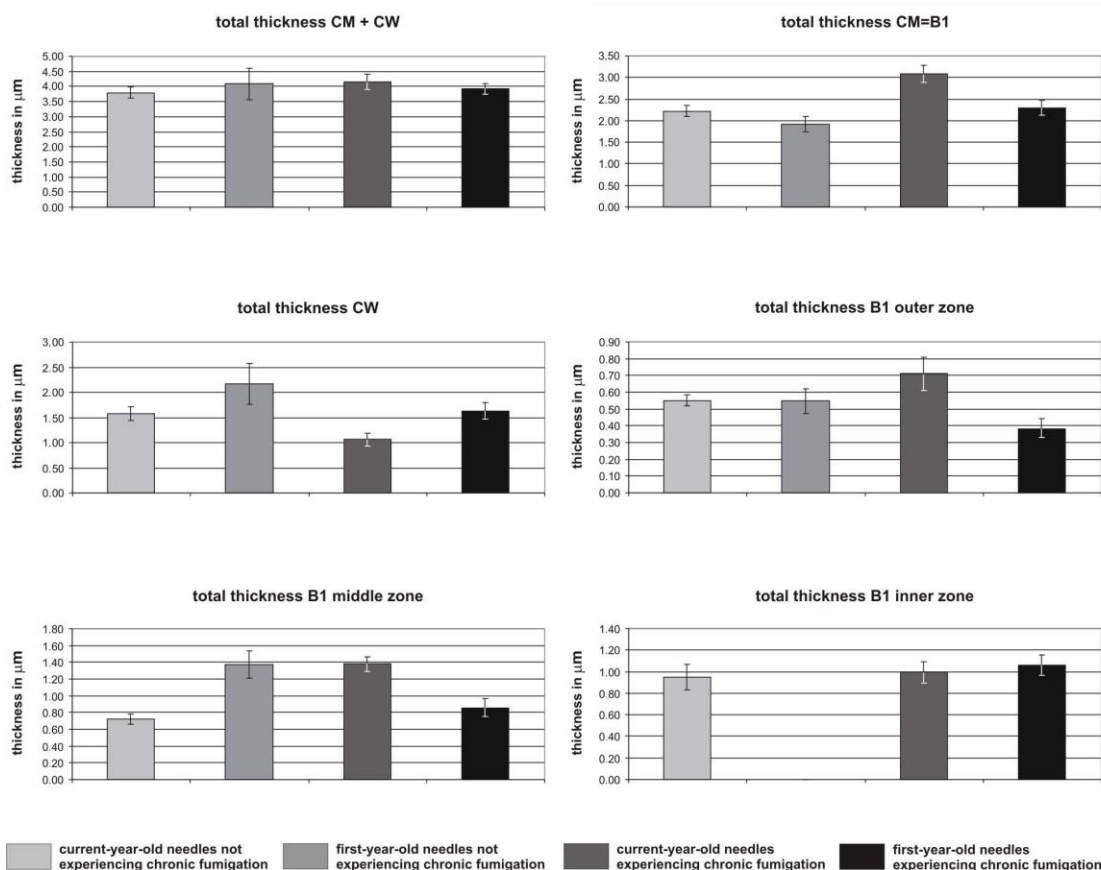 total thickness CM + CW
thickness in µm
5.00
4.50
4.00
3.50
3.00
2.50
2.00
1.50
1.00
0.50
0.00
total thickness CM=B1
thickness in µm
3.50
3.00
2.50
2.00
1.50
1.00
0.50
0.00
total thickness CW
thickness in µm
3.00
2.50
2.00
1.50
1.00
0.50
0.00
total thickness B1 outer zone
thickness in µm
0.90
0.80
0.70
0.60
0.50
0.40
0.30
0.20
0.10
0.00
total thickness B1 middle zone
thickness in µm
1.80
1.60
1.40
1.20
1.00
0.80
0.60
0.40
0.20
0.00
total thickness B1 inner zone
thickness in µm
1.40
1.20
1.00
0.80
0.60
0.40
0.20
0.00
current-year-old needles not
experiencing chronic fumigation
first-year-old needles not
experiencing chronic fumigation
current-year-old needles
experiencing chronic fumigation
first-year-old needles
experiencing chronic fumigation